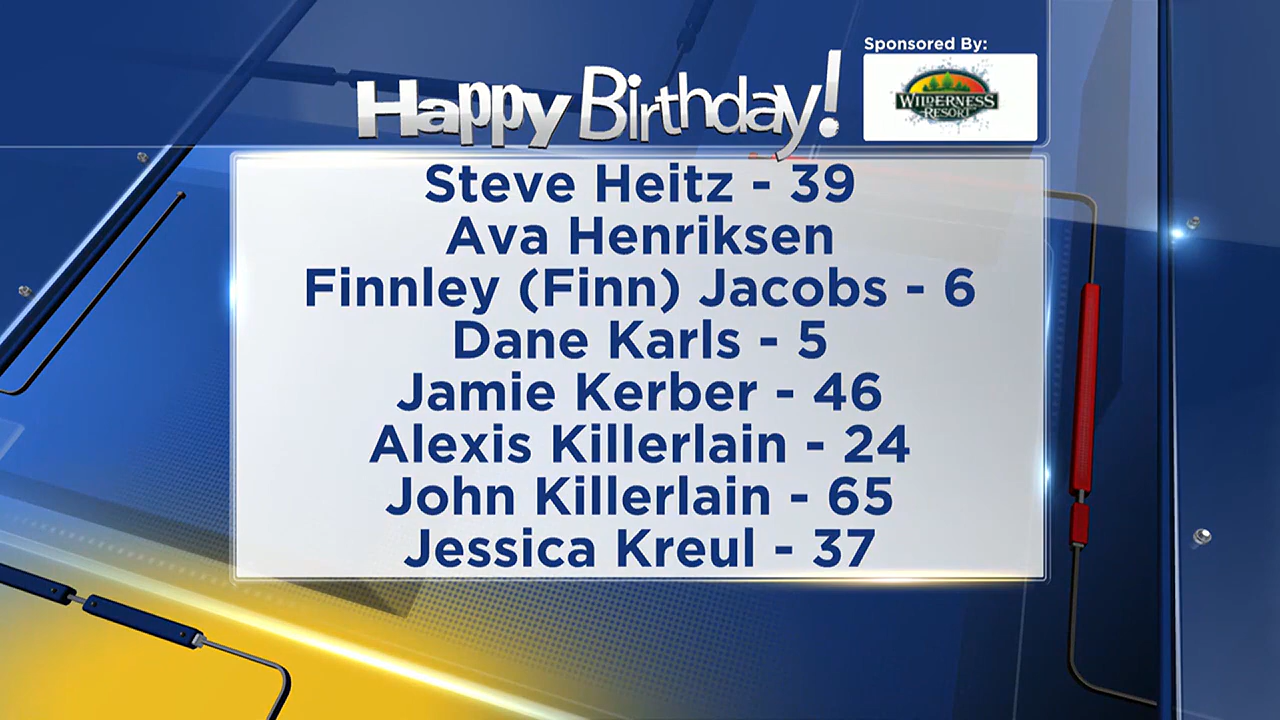 Happy Birthday!
Sponsored By:
WILDERNESS
RESORT
Steve Heitz - 39
Ava Henriksen
Finnley (Finn) Jacobs - 6
Dane Karls - 5
Jamie Kerber - 46
Alexis Killerlain - 24
John Killerlain - 65
Jessica Kreul - 37